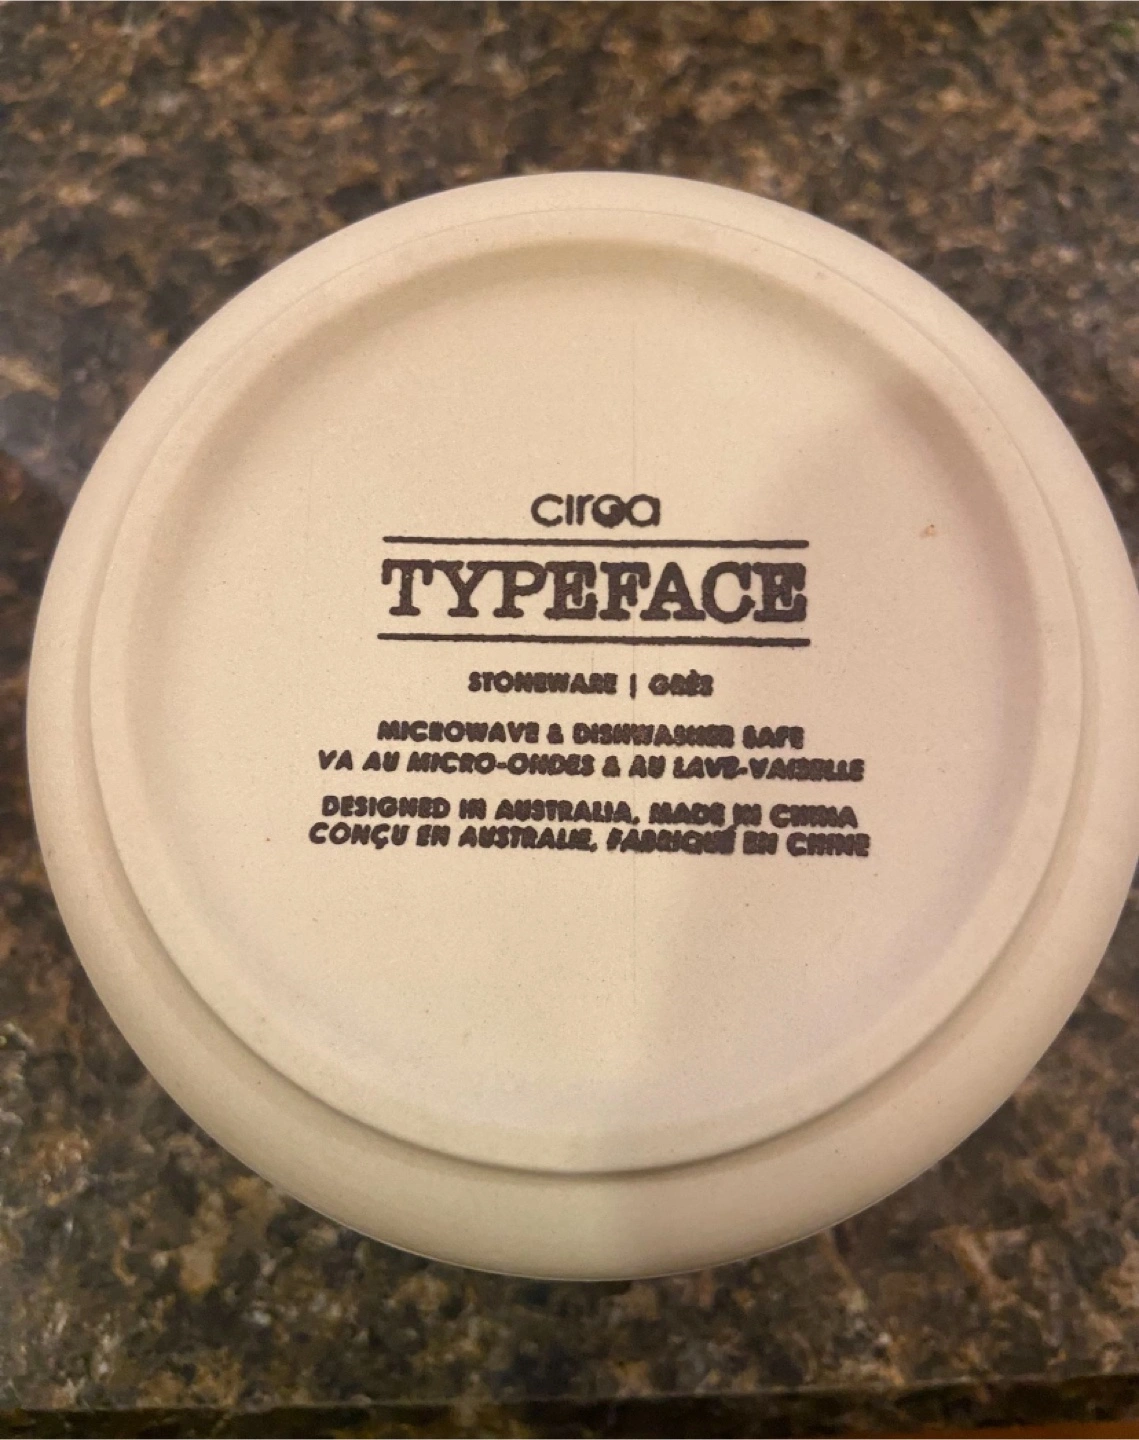 ciroa
TYPEFACE
STONEWARE | GRÈS
MICROWAVE & DISHWASHER SAFE
VA AU MICRO-ONDES & AU LAVE-VAISSELLE
DESIGNED IN AUSTRALIA, MADE IN CHINA
CONÇU EN AUSTRALIE, FABRIQUÉ EN CHINE